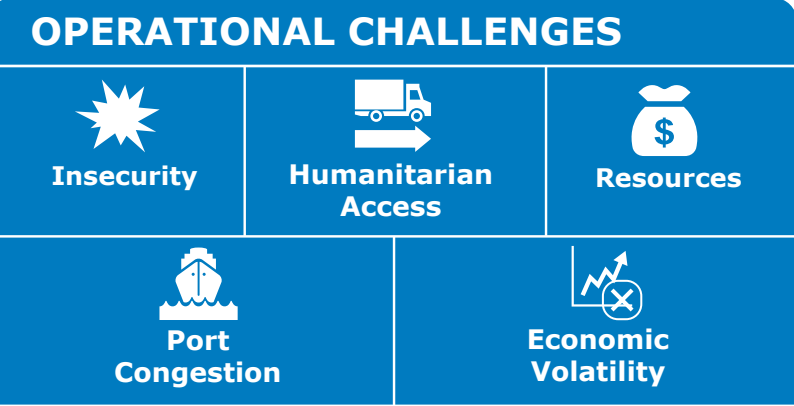 OPERATIONAL CHALLENGES
Insecurity
Humanitarian
Access
$
Resources
Port
Congestion
Economic
Volatility